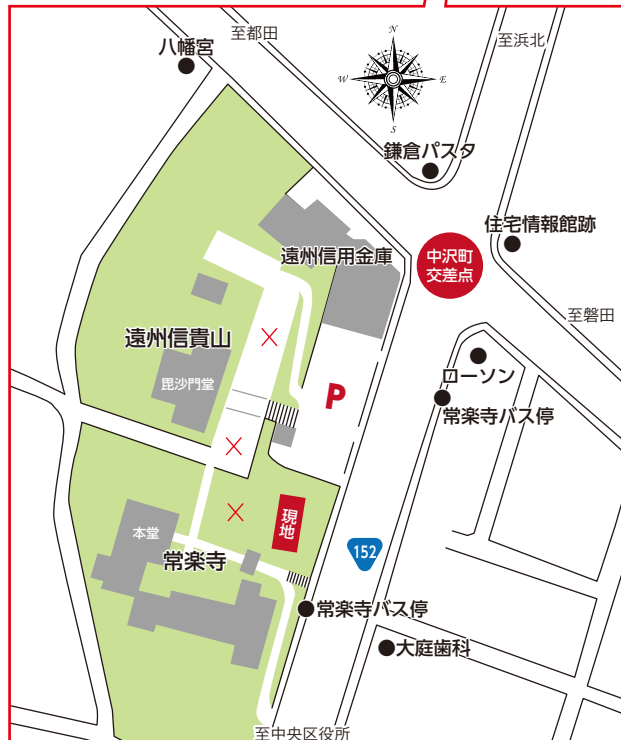 至都田
八幡宮
至浜北
N
W
E
S
鎌倉パスタ
住宅情報館跡
遠州信用金庫
中沢町
交差点
至磐田
遠州信貴山
ローソン
毘沙門堂
P
常楽寺バス停
現地
本堂
152
常楽寺
常楽寺バス停
大庭歯科
至中央区役所